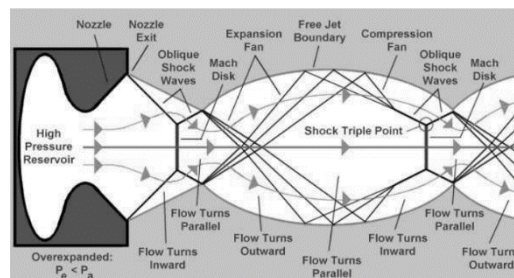 Nozzle
Nozzle
Exit
Oblique
Shock
Waves
Expansion
Fan
Mach
Disk
Free Jet
Boundary
Compression
Fan
Oblique
Shock
Waves
Mach
Disk
High
Pressure
Reservoir
Shock Triple Point
Overexpanded:
Pe < Pa
Flow Turns
Inward
Flow Turns
Parallel
Flow Turns
Outward
Flow Turns
Parallel
Flow Turns
Inward
Flow Turns
Parallel
Flow Turns
Outward